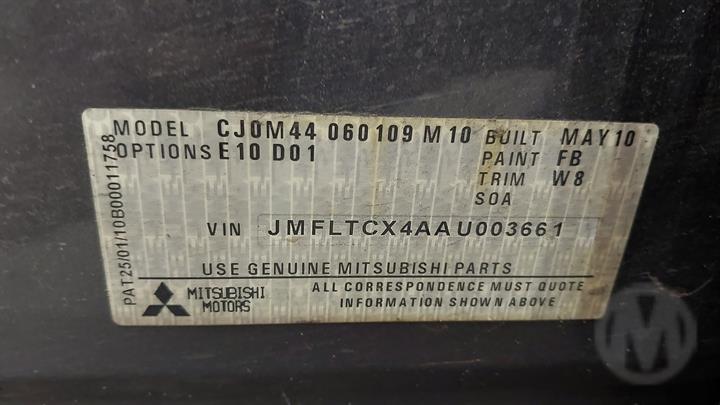 MODEL CJ0M44 060109 M10 BUILT MAY10
OPTIONS E10 D01 PAINT FB
TRIM W8
SOA
VIN JMFLTCX4AAU003661
USE GENUINE MITSUBISHI PARTS
MITSUBISHI MOTORS
ALL CORRESPONDENCE MUST QUOTE
INFORMATION SHOWN ABOVE
PAT25/01/10B00011758
M